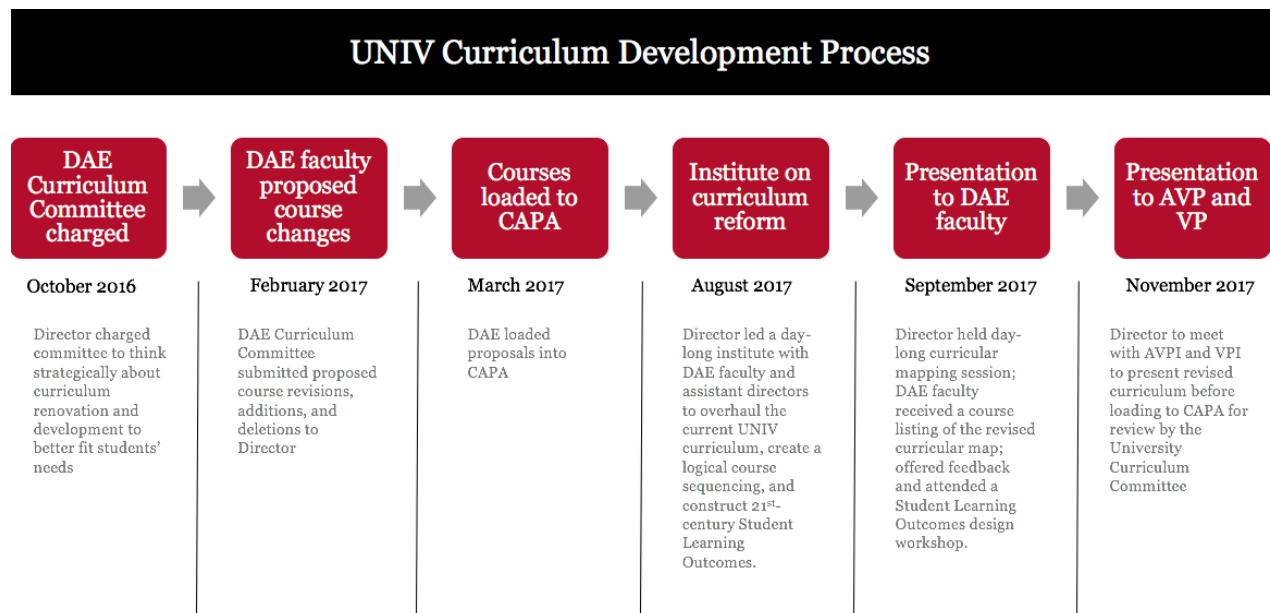 UNIV Curriculum Development Process
DAE
Curriculum
Committee
charged
DAE faculty
proposed
course
changes
Courses
loaded to
CAPA
Institute on
curriculum
reform
Presentation
to DAE
faculty
Presentation
to AVP and
VP
October 2016
February 2017
March 2017
August 2017
September 2017
November 2017
Director charged
committee to think
strategically about
curriculum
renovation and
development to
better fit students’
needs
DAE Curriculum
Committee
submitted proposed
course revisions,
additions, and
deletions to
Director
DAE loaded
proposals into
CAPA
Director led a day-
long institute with
DAE faculty and
assistant directors
to overhaul the
current UNIV
curriculum, create a
logical course
sequencing, and
construct 21st-
century Student
Learning
Outcomes.
Director held day-
long curricular
mapping session;
DAE faculty
received a course
listing of the revised
curricular map;
offered feedback
and attended a
Student Learning
Outcomes design
workshop.
Director to meet
with AVPI and VPI
to present revised
curriculum before
loading to CAPA for
review by the
University
Curriculum
Committee